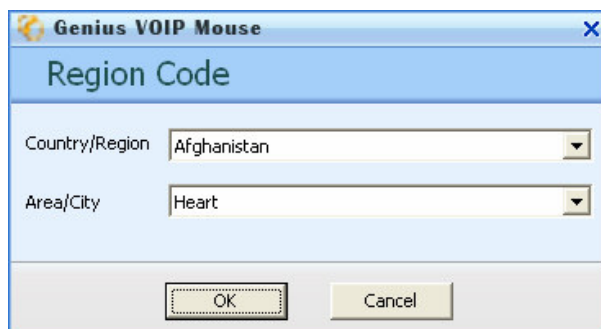 Genius VOIP Mouse
Region Code
Country/Region Afghanistan
Area/City Heart
OK Cancel